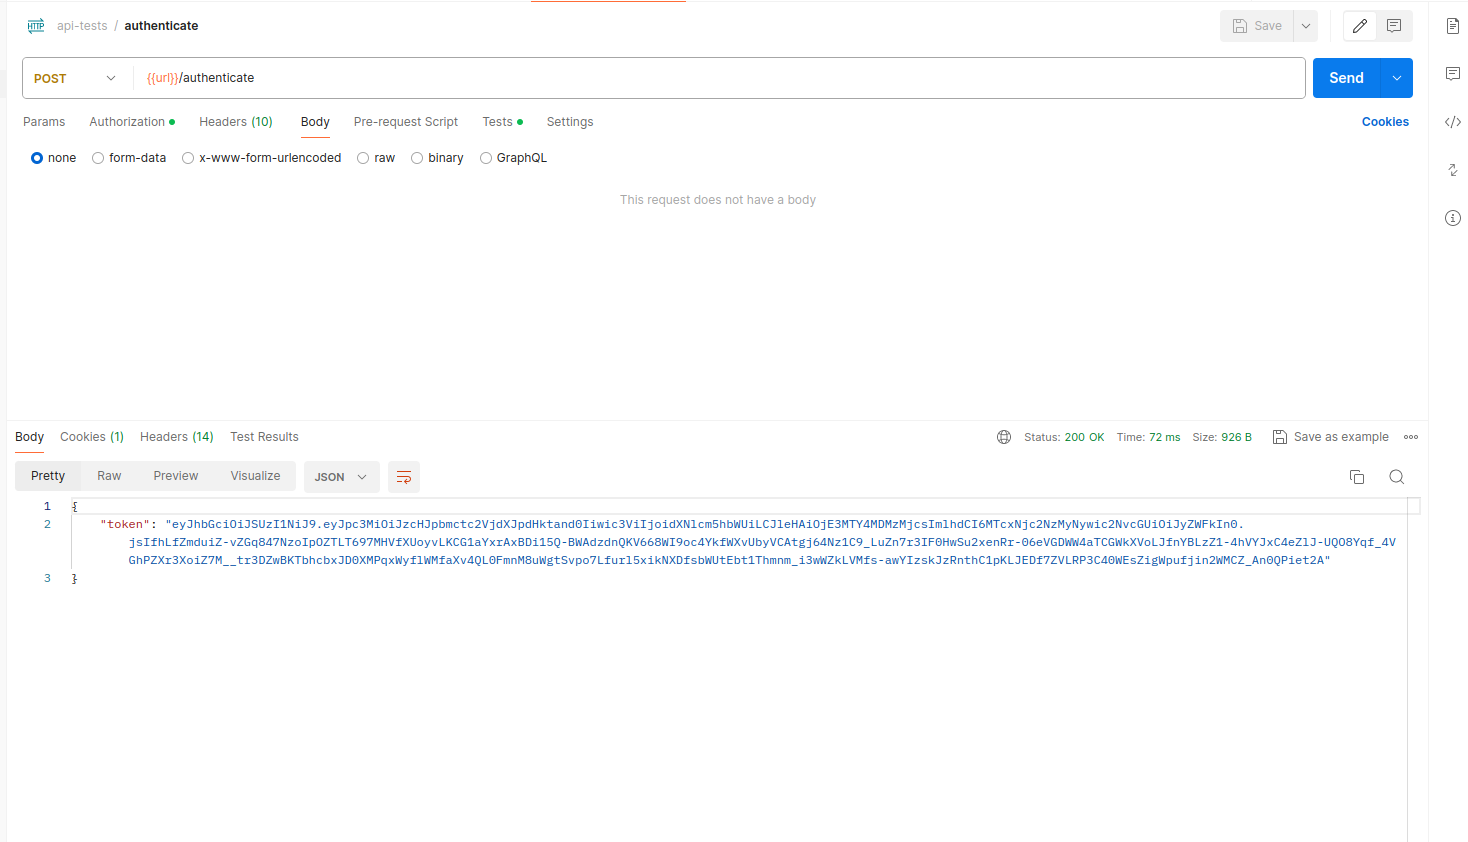 HTTP api-tests / authenticate Save
POST {{url}}/authenticate Send
Params Authorization Headers (10) Body Pre-request Script Tests Settings Cookies
none form-data x-www-form-urlencoded raw binary GraphQL
This request does not have a body
Body Cookies (1) Headers (14) Test Results Status: 200 OK Time: 72 ms Size: 926 B Save as example
Pretty Raw Preview Visualize JSON
1 {
2 "token": "eyJhbGciOiJSUzI1NiJ9.eyJpc3MiOiJzcHJpbmctc2VjdXJpdHktand0Iiwic3ViIjoidXNlcm5hbWUiLCJleHAiOjE3MTY4MDMzMjcsImlhdCI6MTcxNjc2NzMyNywic2NvcGUiOiJyZWFkIn0.
jsIfhLfZmduiZ-vZGq847NzoIpOZTLT697MHVfXUoyvLKCG1aYxrAxBDi15Q-BWAdzdnQKV668WI9oc4YkfWXvUbyVCAtgj64Nz1C9_LuZn7r3IF0HwSu2xenRr-06eVGDWW4aTCGWkXVoLJfnYBLzZ1-4hVYJxC4eZlJ-UQO8Yqf_4V
GhPZXr3XoiZ7M__tr3DZwBKTbhcbxJD0XMPqxWyflWMfaXv4QL0FmnM8uWgtSvpo7Lfurl5xikNXDfsbWUtEbt1Thmnm_i3wWZkLVMfs-awYIzskJzRnthC1pKLJEDf7ZVLRP3C40WEsZigWpufjin2WMCZ_An0QPiet2A"
3 }